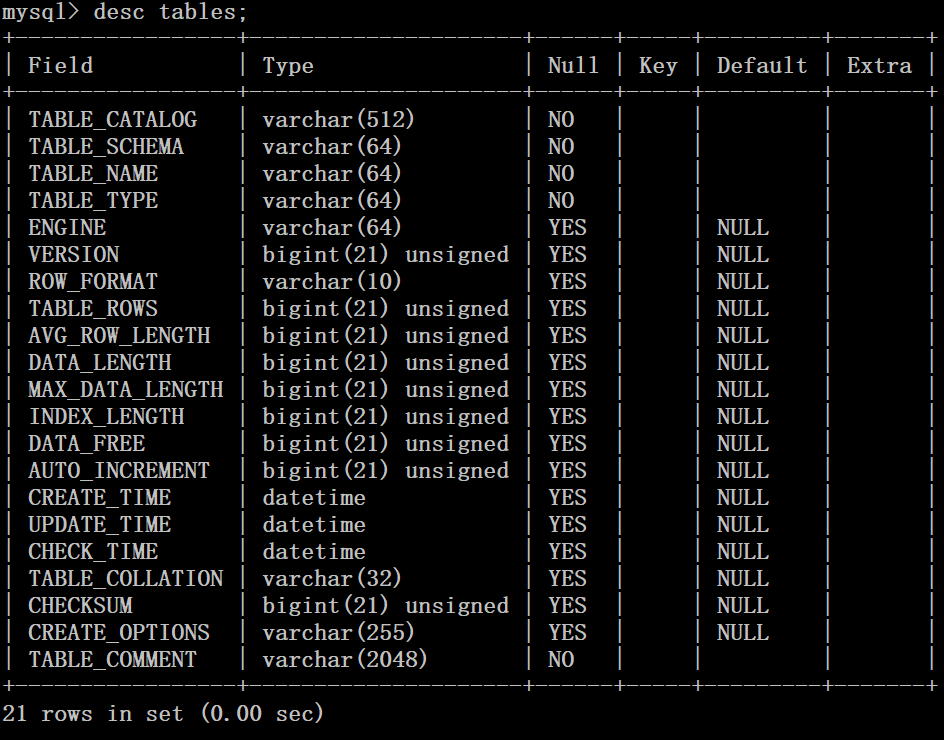 mysql> desc tables;
+-----------------+---------------------+------+-----+---------+-------+
| Field           | Type                | Null | Key | Default | Extra |
+-----------------+---------------------+------+-----+---------+-------+
| TABLE_CATALOG   | varchar(512)        | NO   |     |         |       |
| TABLE_SCHEMA    | varchar(64)         | NO   |     |         |       |
| TABLE_NAME      | varchar(64)         | NO   |     |         |       |
| TABLE_TYPE      | varchar(64)         | NO   |     |         |       |
| ENGINE          | varchar(64)         | YES  |     | NULL    |       |
| VERSION         | bigint(21) unsigned | YES  |     | NULL    |       |
| ROW_FORMAT      | varchar(10)         | YES  |     | NULL    |       |
| TABLE_ROWS      | bigint(21) unsigned | YES  |     | NULL    |       |
| AVG_ROW_LENGTH  | bigint(21) unsigned | YES  |     | NULL    |       |
| DATA_LENGTH     | bigint(21) unsigned | YES  |     | NULL    |       |
| MAX_DATA_LENGTH | bigint(21) unsigned | YES  |     | NULL    |       |
| INDEX_LENGTH    | bigint(21) unsigned | YES  |     | NULL    |       |
| DATA_FREE       | bigint(21) unsigned | YES  |     | NULL    |       |
| AUTO_INCREMENT  | bigint(21) unsigned | YES  |     | NULL    |       |
| CREATE_TIME     | datetime            | YES  |     | NULL    |       |
| UPDATE_TIME     | datetime            | YES  |     | NULL    |       |
| CHECK_TIME      | datetime            | YES  |     | NULL    |       |
| TABLE_COLLATION | varchar(32)         | YES  |     | NULL    |       |
| CHECKSUM        | bigint(21) unsigned | YES  |     | NULL    |       |
| CREATE_OPTIONS  | varchar(255)        | YES  |     | NULL    |       |
| TABLE_COMMENT   | varchar(2048)       | NO   |     |         |       |
+-----------------+---------------------+------+-----+---------+-------+
21 rows in set (0.00 sec)